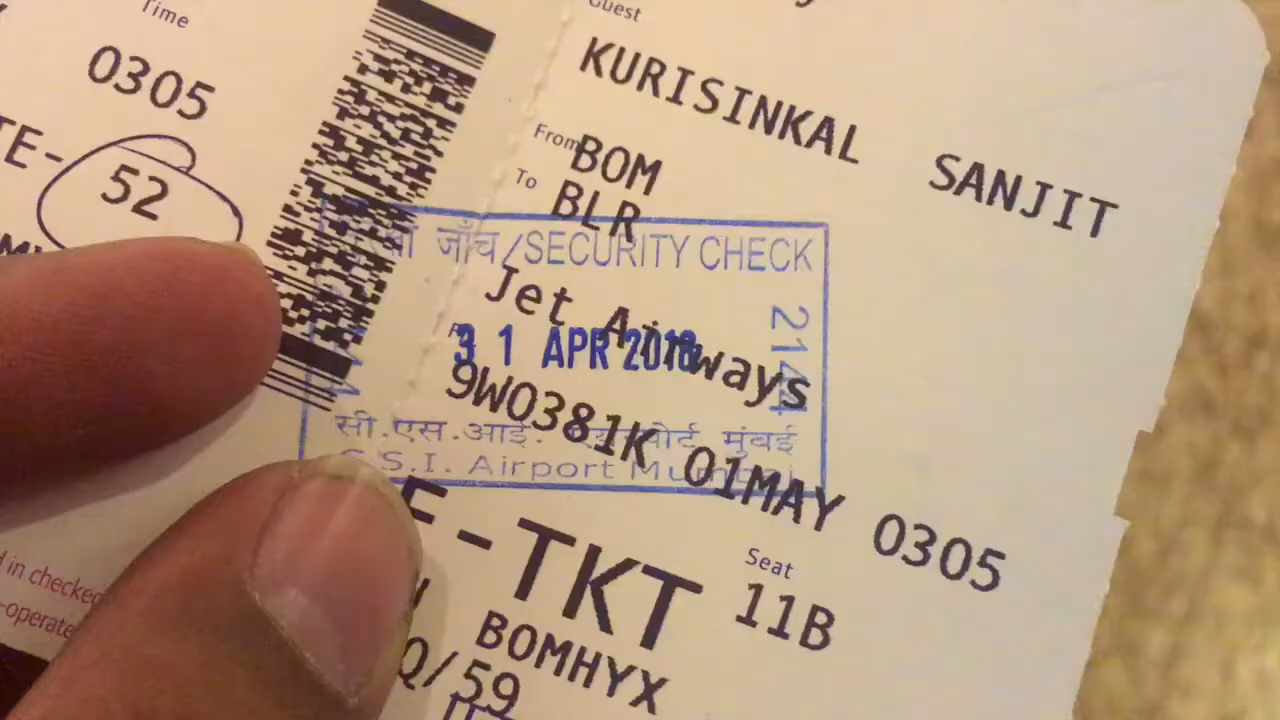 Time
0305
TE-52
Guest
KURISINKAL SANJIT
From BOM
To BLR
जाँच/SECURITY CHECK
2144
Jet Airways
31 APR 2018
9W0381K 01MAY 0305
सी.एस.आई. एयरपोर्ट, मुंबई
C.S.I. Airport Mumbai
E-TKT
Seat
11B
BOMHYX
Q/59
in checked
-operate